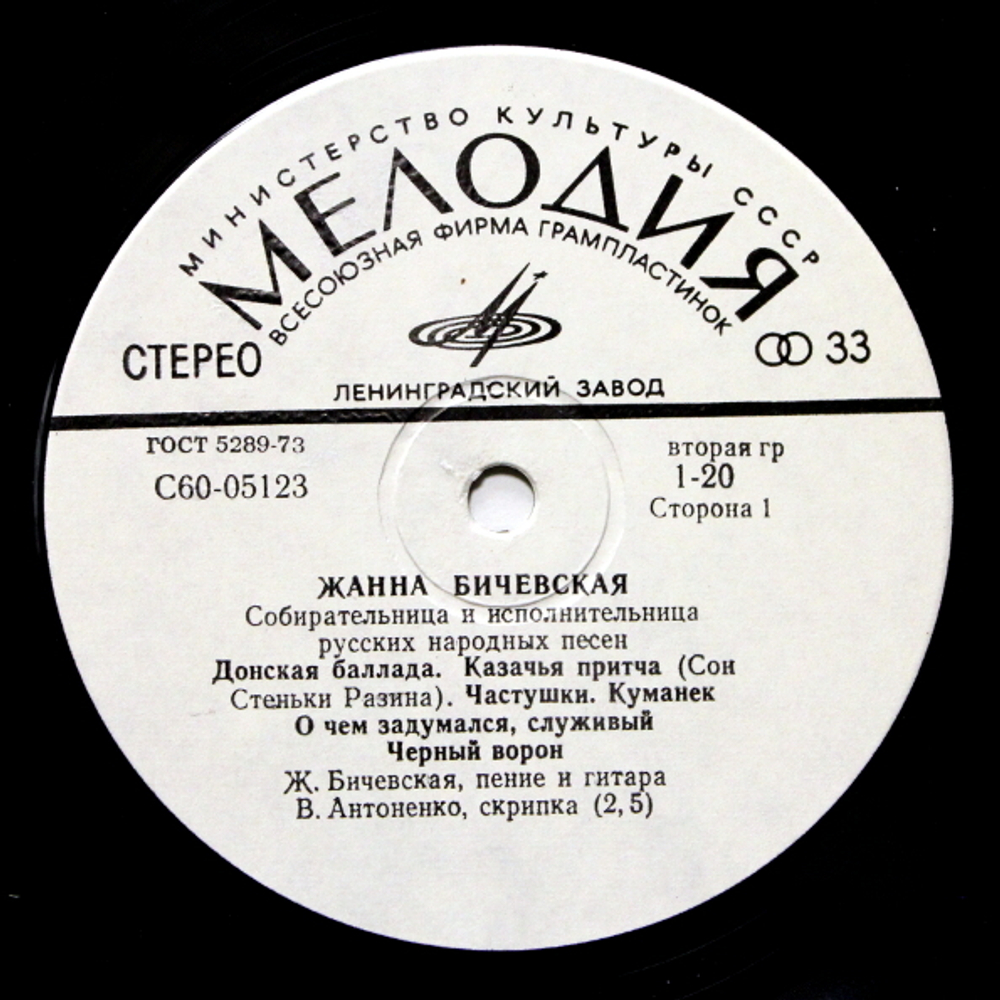 МИНИСТЕРСТВО КУЛЬТУРЫ СССР
МЕЛОДИЯ
ВСЕСОЮЗНАЯ ФИРМА ГРАМПЛАСТИНОК
СТЕРЕО
33
ЛЕНИНГРАДСКИЙ ЗАВОД
ГОСТ 5289-73
С60-05123
вторая гр
1-20
Сторона 1
ЖАННА БИЧЕВСКАЯ
Собирательница и исполнительница
русских народных песен
Донская баллада. Казачья притча (Сон
Стеньки Разина). Частушки. Куманек
О чем задумался, служивый
Черный ворон
Ж. Бичевская, пение и гитара
В. Антоненко, скрипка (2, 5)